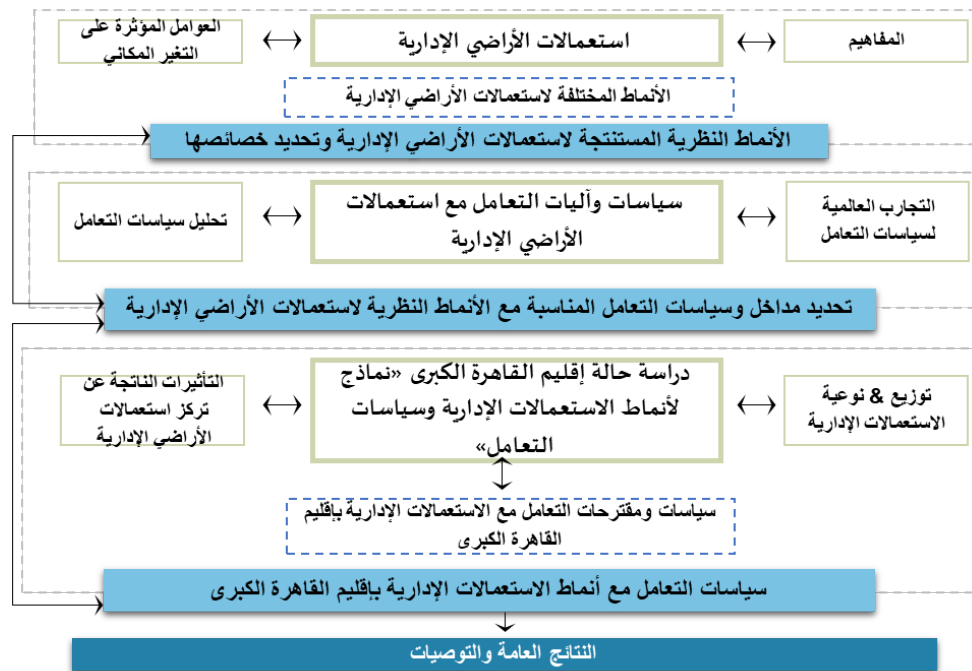 المفاهيم
استعمالات الأراضي الإدارية
العوامل المؤثرة على
التغير المكاني
الأنماط المختلفة لاستعمالات الأراضي الإدارية
الأنماط النظرية المستنتجة لاستعمالات الأراضي الإدارية وتحديد خصائصها
التجارب العالمية
لسياسات التعامل
سياسات وآليات التعامل مع استعمالات
الأراضي الإدارية
تحليل سياسات التعامل
تحديد مداخل وسياسات التعامل المناسبة مع الأنماط النظرية لاستعمالات الأراضي الإدارية
توزيع & نوعية
الاستعمالات الإدارية
دراسة حالة إقليم القاهرة الكبرى «نماذج
لأنماط الاستعمالات الإدارية وسياسات
التعامل»
التأثيرات الناتجة عن
تركز استعمالات
الأراضي الإدارية
سياسات ومقترحات التعامل مع الاستعمالات الإدارية بإقليم
القاهرة الكبرى
سياسات التعامل مع أنماط الاستعمالات الإدارية بإقليم القاهرة الكبرى
النتائج العامة والتوصيات